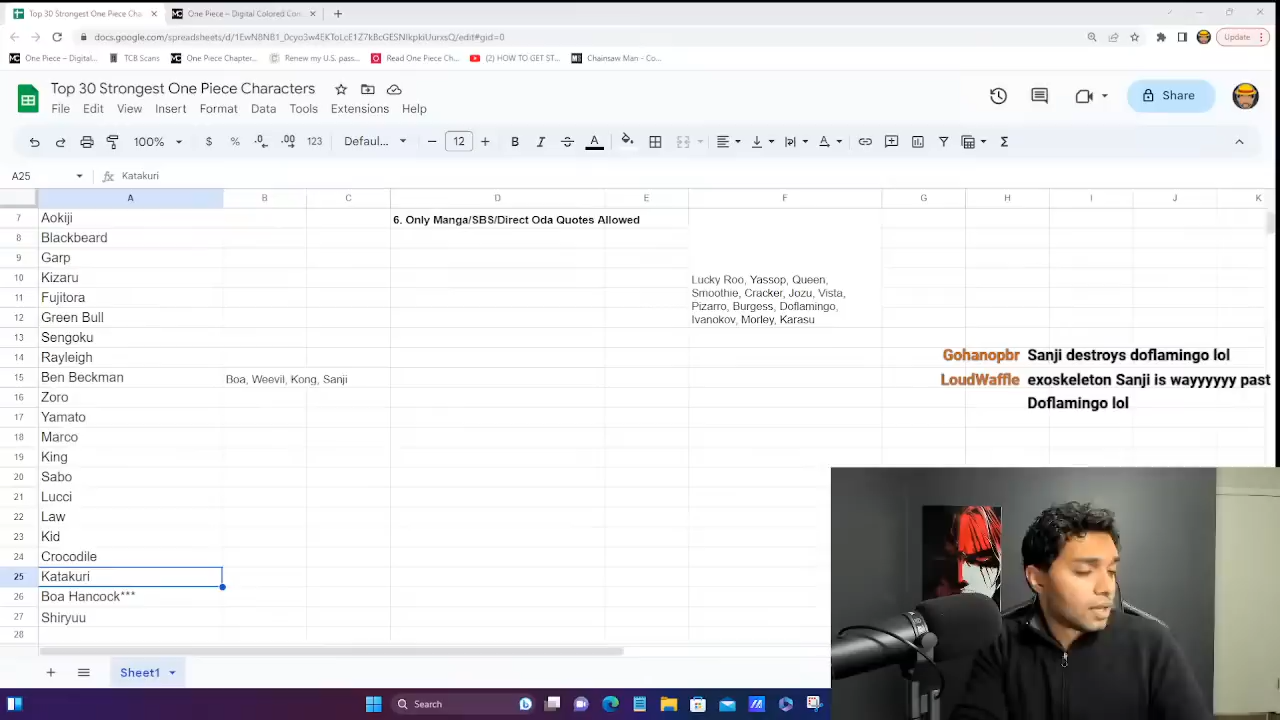 Top 30 Strongest One Piece Cha
One Piece – Digital Colored Con
docs.google.com/spreadsheets/d/1EwN8NB1_0cyo3w4EKToLcE1Z7kBcGESNIkpkiUurxsQ/edit#gid=0
Update
One Piece – Digital...
TCB Scans
One Piece Chapter...
Renew my U.S. pass...
Read One Piece Ch...
(2) HOW TO GET ST...
Chainsaw Man - Co...
Top 30 Strongest One Piece Characters
File Edit View Insert Format Data Tools Extensions Help
Share
100% $ % .0 .00 123 Defaul... 12 B I A
A25 fx Katakuri
A B C D E F G H I J K
7 Aokiji 6. Only Manga/SBS/Direct Oda Quotes Allowed
8 Blackbeard
9 Garp
10 Kizaru Lucky Roo, Yassop, Queen,
11 Fujitora Smoothie, Cracker, Jozu, Vista,
12 Green Bull Pizarro, Burgess, Doflamingo,
Ivanokov, Morley, Karasu
13 Sengoku
14 Rayleigh
Gohanopbr Sanji destroys doflamingo lol
15 Ben Beckman Boa, Weevil, Kong, Sanji
LoudWaffle exoskeleton Sanji is wayyyyyy past
Doflamingo lol
16 Zoro
17 Yamato
18 Marco
19 King
20 Sabo
21 Lucci
22 Law
23 Kid
24 Crocodile
25 Katakuri
26 Boa Hancock***
27 Shiryuu
28
Sheet1
Search